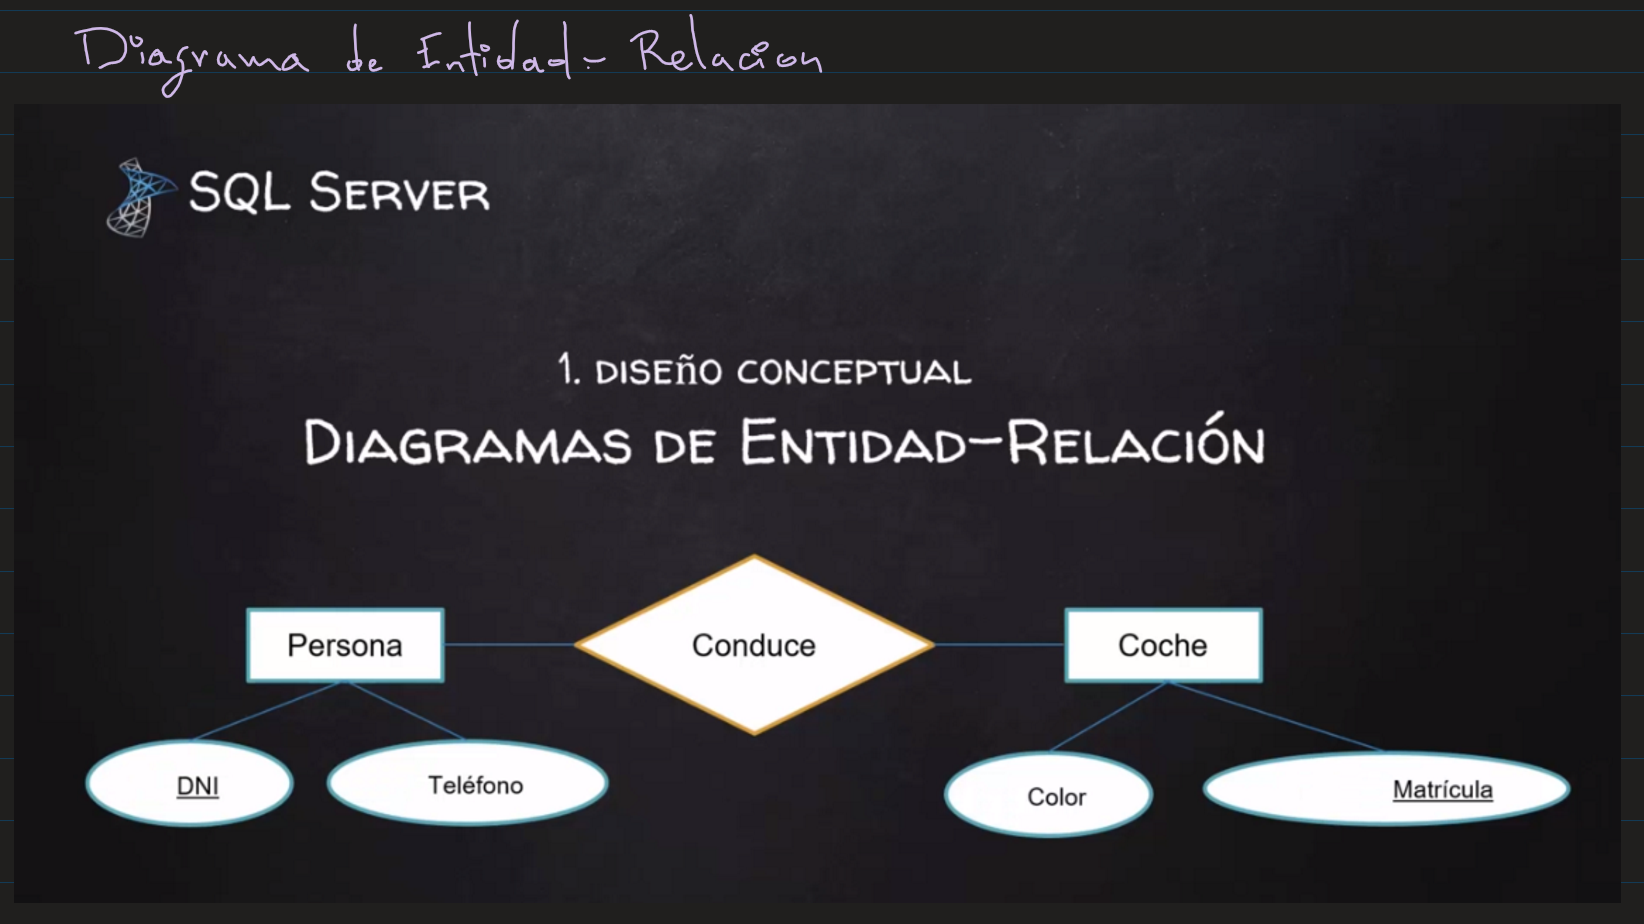 Diagrama de Entidad - Relacion
SQL SERVER
1. DISEÑO CONCEPTUAL
DIAGRAMAS DE ENTIDAD-RELACIÓN
Persona
Conduce
Coche
DNI
Teléfono
Color
Matrícula